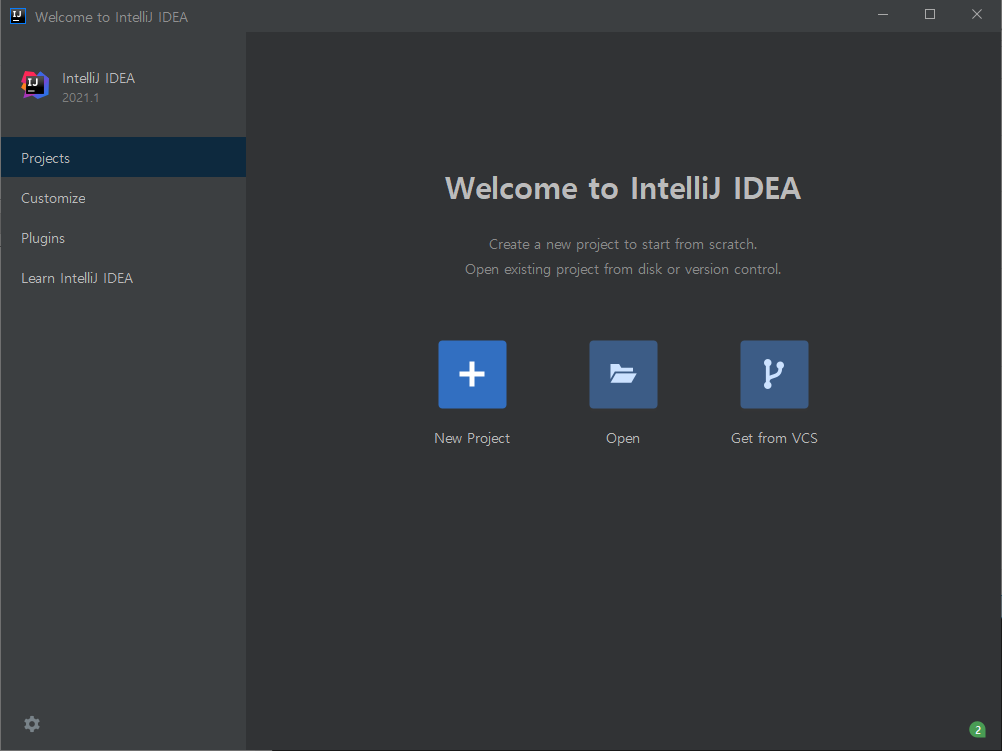 Welcome to IntelliJ IDEA
IntelliJ IDEA
2021.1
Projects
Customize
Plugins
Learn IntelliJ IDEA
Welcome to IntelliJ IDEA
Create a new project to start from scratch.
Open existing project from disk or version control.
New Project
Open
Get from VCS
2